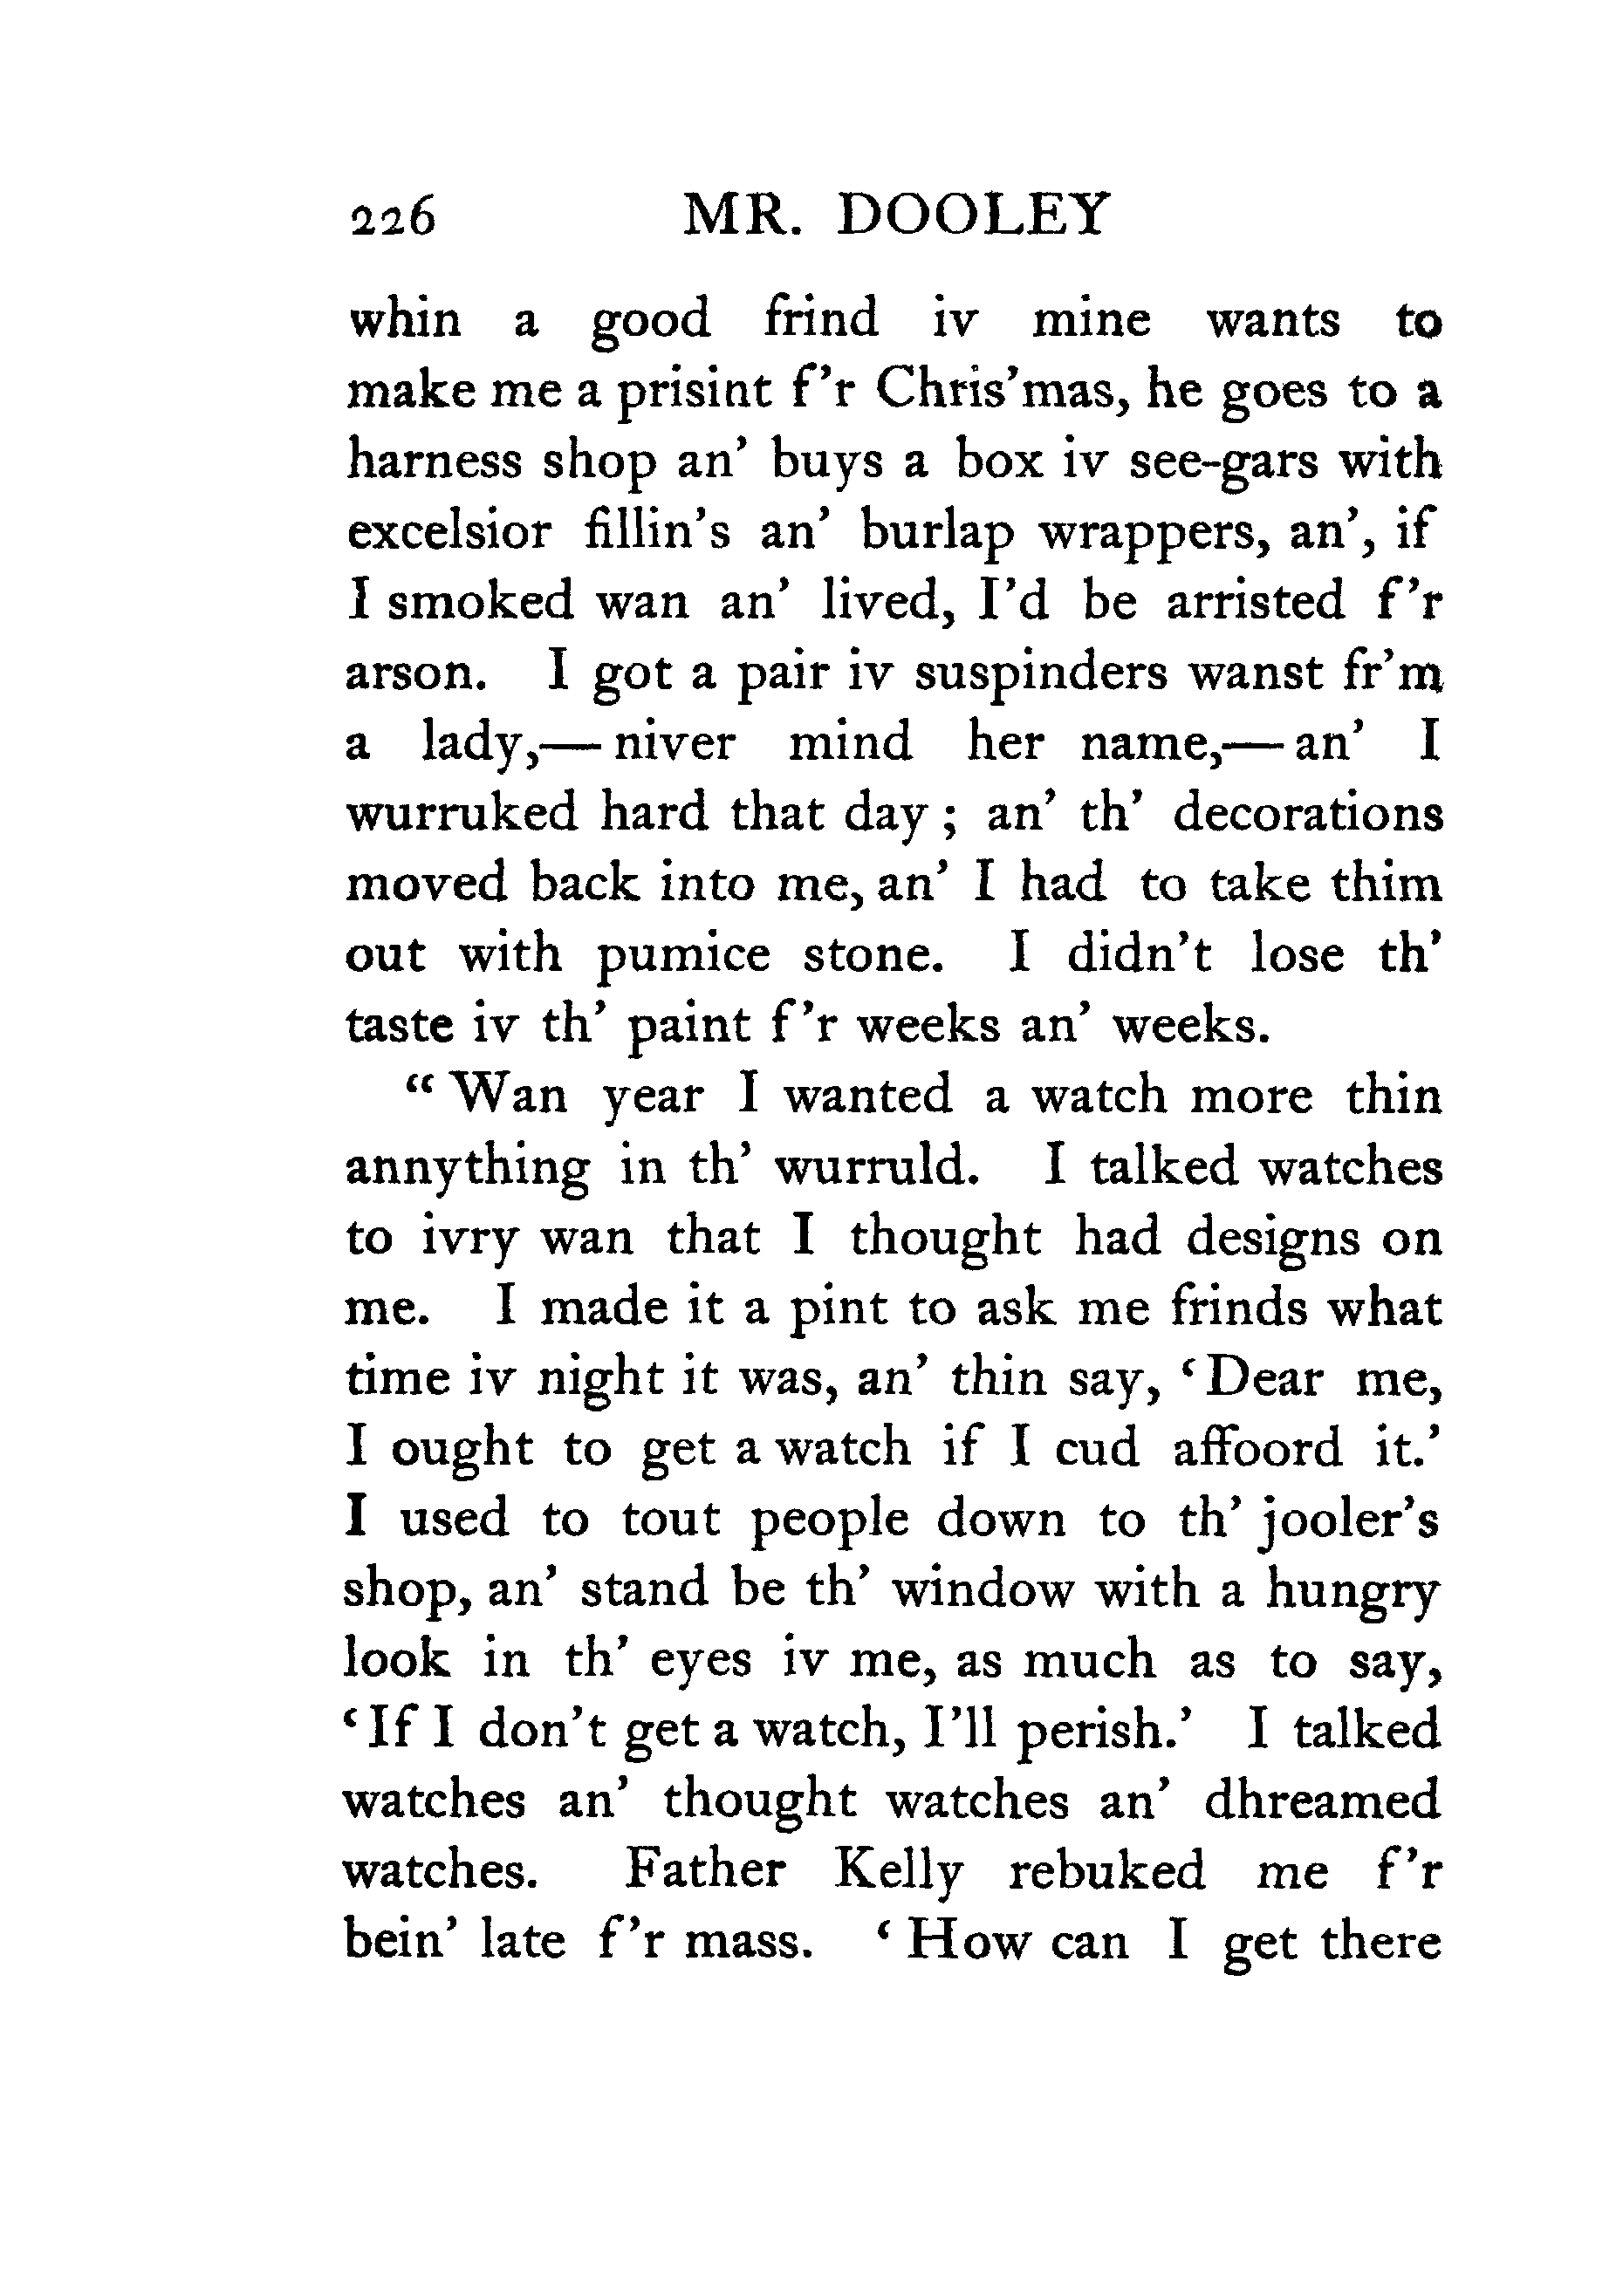 226 MR. DOOLEY
whin a good frind iv mine wants to
make me a prisint f'r Chris'mas, he goes to a
harness shop an' buys a box iv see-gars with
excelsior fillin's an' burlap wrappers, an', if
I smoked wan an' lived, I'd be arristed f'r
arson. I got a pair iv suspinders wanst fr'm
a lady,— niver mind her name,— an' I
wurruked hard that day ; an' th' decorations
moved back into me, an' I had to take thim
out with pumice stone. I didn't lose th'
taste iv th' paint f'r weeks an' weeks.
“ Wan year I wanted a watch more thin
annything in th' wurruld. I talked watches
to ivry wan that I thought had designs on
me. I made it a pint to ask me frinds what
time iv night it was, an' thin say, ‘Dear me,
I ought to get a watch if I cud affoord it.’
I used to tout people down to th' jooler's
shop, an' stand be th' window with a hungry
look in th' eyes iv me, as much as to say,
‘If I don't get a watch, I'll perish.’ I talked
watches an' thought watches an' dhreamed
watches. Father Kelly rebuked me f'r
bein' late f'r mass. ‘ How can I get there